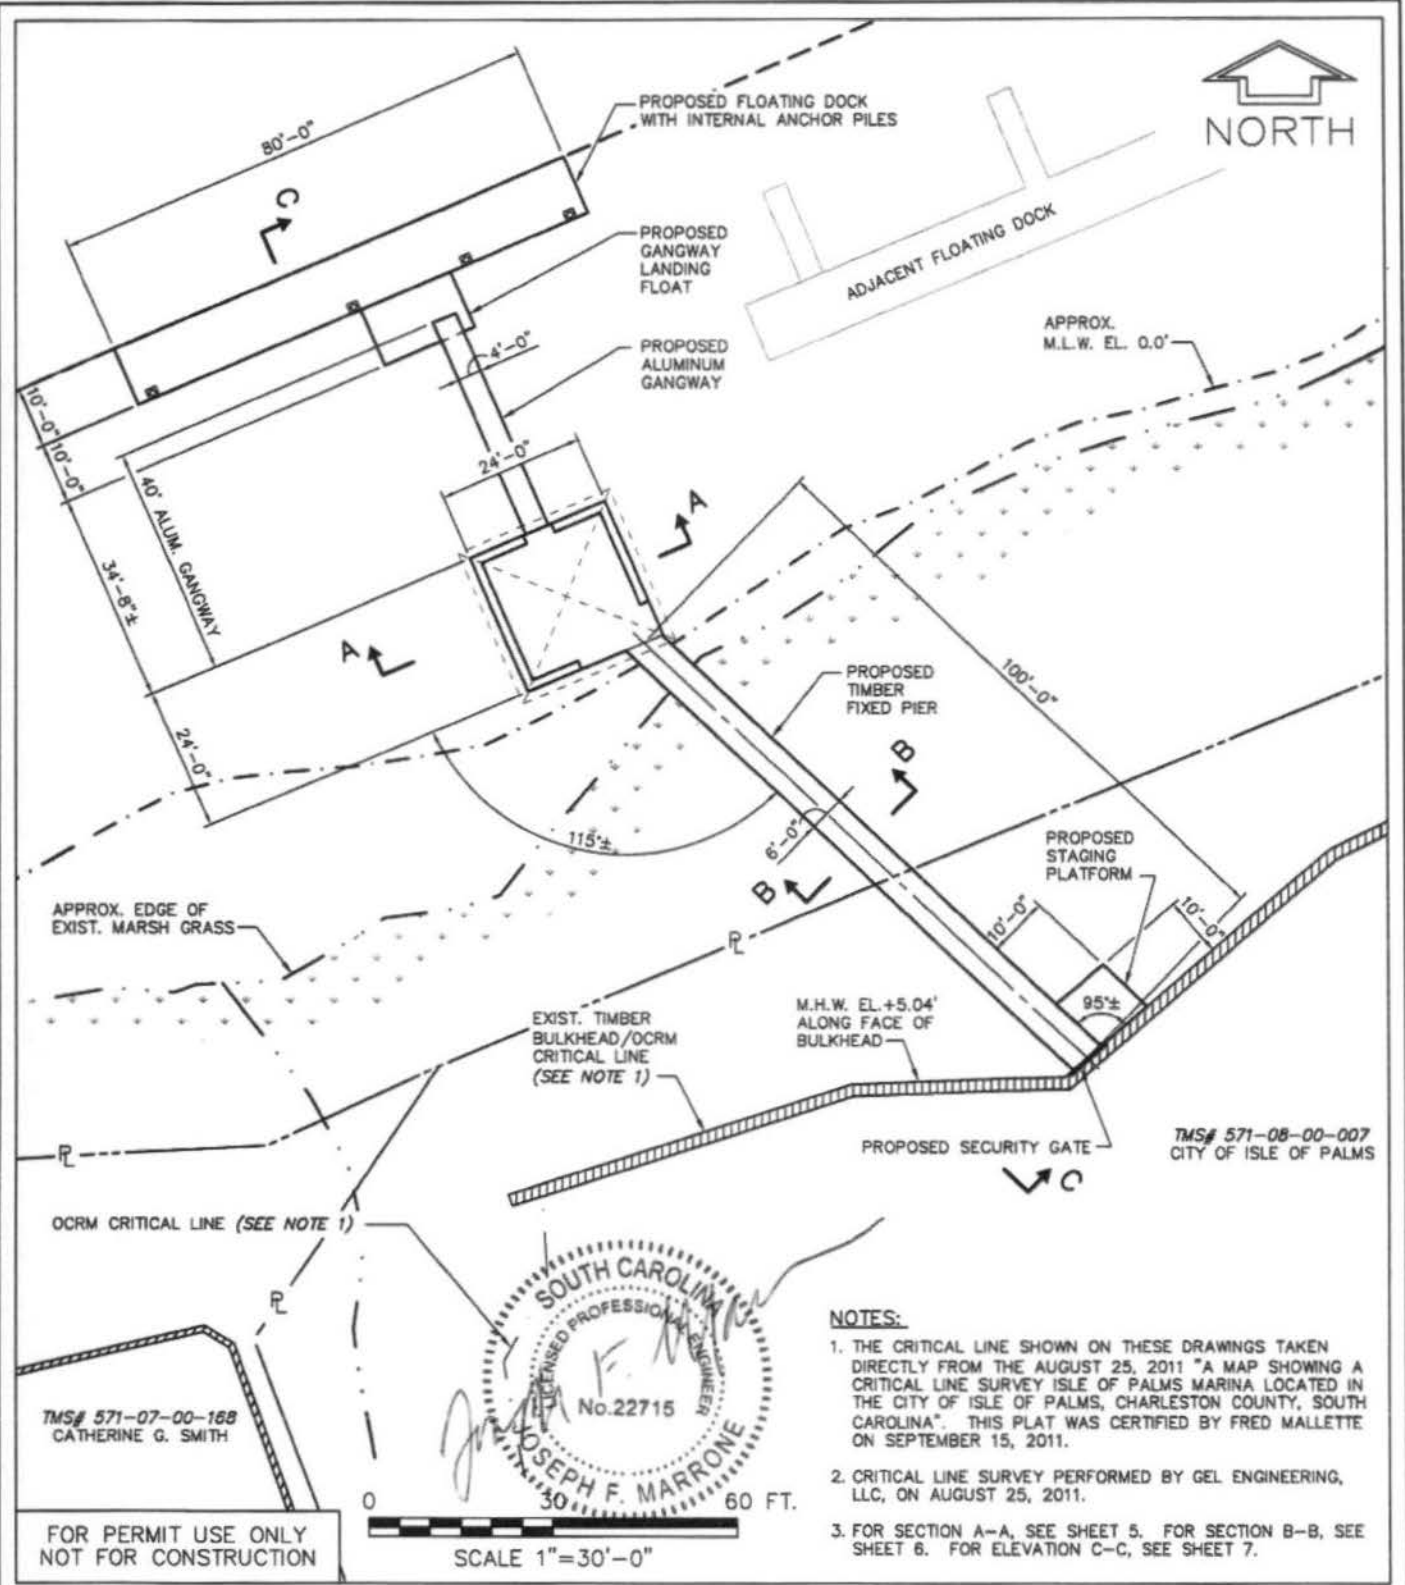 PROPOSED FLOATING DOCK
WITH INTERNAL ANCHOR PILES
NORTH
80'-0"
C
PROPOSED
GANGWAY
LANDING
FLOAT
ADJACENT FLOATING DOCK
APPROX.
M.L.W. EL. 0.0'
PROPOSED
ALUMINUM
GANGWAY
4'-0"
10'-0"
10'-0"
24'-0"
40' ALUM. GANGWAY
A
34'-8"±
A
24'-0"
PROPOSED
TIMBER
FIXED PIER
100'-0"
B
115°±
6'-0"
B
PROPOSED
STAGING
PLATFORM
10'-0"
10'-0"
APPROX. EDGE OF
EXIST. MARSH GRASS
PL
95°±
EXIST. TIMBER
BULKHEAD/OCRM
CRITICAL LINE
(SEE NOTE 1)
M.H.W. EL.+5.04'
ALONG FACE OF
BULKHEAD
PROPOSED SECURITY GATE
TMS# 571-08-00-007
CITY OF ISLE OF PALMS
PL
C
OCRM CRITICAL LINE (SEE NOTE 1)
PL
SOUTH CAROLINA
LICENSED PROFESSIONAL ENGINEER
No.22715
JOSEPH F. MARRONE
TMS# 571-07-00-168
CATHERINE G. SMITH
NOTES:
1. THE CRITICAL LINE SHOWN ON THESE DRAWINGS TAKEN
DIRECTLY FROM THE AUGUST 25, 2011 "A MAP SHOWING A
CRITICAL LINE SURVEY ISLE OF PALMS MARINA LOCATED IN
THE CITY OF ISLE OF PALMS, CHARLESTON COUNTY, SOUTH
CAROLINA". THIS PLAT WAS CERTIFIED BY FRED MALLETTE
ON SEPTEMBER 15, 2011.
2. CRITICAL LINE SURVEY PERFORMED BY GEL ENGINEERING,
LLC, ON AUGUST 25, 2011.
3. FOR SECTION A-A, SEE SHEET 5. FOR SECTION B-B, SEE
SHEET 6. FOR ELEVATION C-C, SEE SHEET 7.
0 30 60 FT.
SCALE 1"=30'-0"
FOR PERMIT USE ONLY
NOT FOR CONSTRUCTION